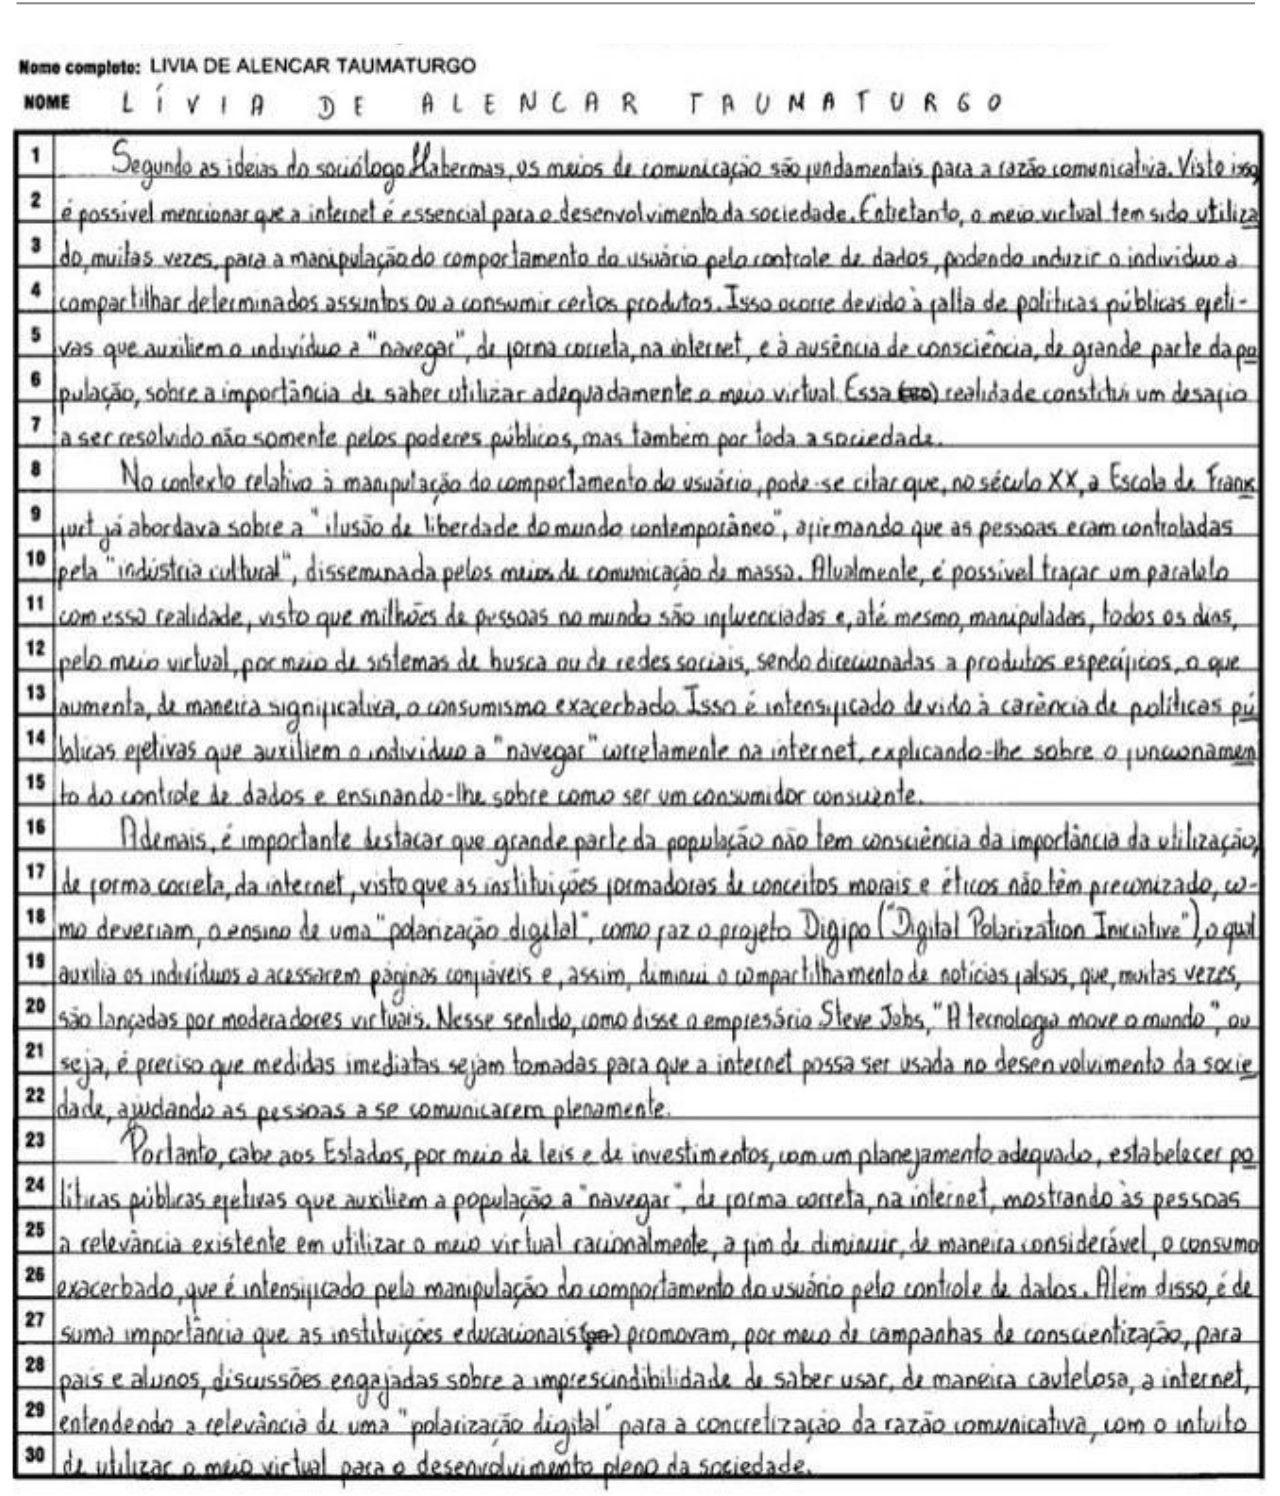 Nome completo: LIVIA DE ALENCAR TAUMATURGO
NOME LÍVIA DE ALENCAR TAUMATURGO
1 Segundo as ideias do sociólogo Habermas, os meios de comunicação são fundamentais para a razão comunicativa. Visto isso,
2 é possível mencionar que a internet é essencial para o desenvolvimento da sociedade. Entretanto, o meio virtual tem sido utiliza
3 do, muitas vezes, para a manipulação do comportamento do usuário pelo controle de dados, podendo induzir o indivíduo a
4 compartilhar determinados assuntos ou a consumir certos produtos. Isso ocorre devido à falta de políticas públicas efeti-
5 vas que auxiliem o indivíduo a "navegar", de forma correta, na internet, e à ausência de consciência, de grande parte da po
6 pulação, sobre a importância de saber utilizar adequadamente o meio virtual. Essa realidade constitui um desafio
7 a ser resolvido não somente pelos poderes públicos, mas também por toda a sociedade.
8 No contexto relativo à manipulação do comportamento do usuário, pode-se citar que, no século XX, a Escola de Frank
9 furt já abordava sobre a "ilusão de liberdade do mundo contemporâneo", afirmando que as pessoas eram controladas
10 pela "indústria cultural", disseminada pelos meios de comunicação de massa. Atualmente, é possível traçar um paralelo
11 com essa realidade, visto que milhões de pessoas no mundo são influenciadas e, até mesmo, manipuladas, todos os dias,
12 pelo meio virtual, por meio de sistemas de busca ou de redes sociais, sendo direcionadas a produtos específicos, o que
13 aumenta, de maneira significativa, o consumismo exacerbado. Isso é intensificado devido à carência de políticas pú
14 blicas efetivas que auxiliem o indivíduo a "navegar" corretamente na internet, explicando-lhe sobre o funcionamen
15 to do controle de dados e ensinando-lhe sobre como ser um consumidor consciente.
16 Ademais, é importante destacar que grande parte da população não tem consciência da importância da utilização,
17 de forma correta, da internet, visto que as instituições formadoras de conceitos morais e éticos não têm preconizado, co-
18 mo deveriam, o ensino de uma "polarização digital", como faz o projeto Digipo ("Digital Polarization Iniciative"), o qual
19 auxilia os indivíduos a acessarem páginas confiáveis e, assim, diminui o compartilhamento de notícias falsas, que, muitas vezes,
20 são lançadas por moderadores virtuais. Nesse sentido, como disse o empresário Steve Jobs, "A tecnologia move o mundo", ou
21 seja, é preciso que medidas imediatas sejam tomadas para que a internet possa ser usada no desenvolvimento da socie
22 dade, ajudando as pessoas a se comunicarem plenamente.
23 Portanto, cabe aos Estados, por meio de leis e de investimentos, com um planejamento adequado, estabelecer po
24 líticas públicas efetivas que auxiliem a população a "navegar", de forma correta, na internet, mostrando às pessoas
25 a relevância existente em utilizar o meio virtual racionalmente, a fim de diminuir, de maneira considerável, o consumo
26 exacerbado, que é intensificado pela manipulação do comportamento do usuário pelo controle de dados. Além disso, é de
27 suma importância que as instituições educacionais promovam, por meio de campanhas de conscientização, para
28 pais e alunos, discussões engajadas sobre a imprescindibilidade de saber usar, de maneira cautelosa, a internet,
29 entendendo a relevância de uma "polarização digital" para a concretização da razão comunicativa, com o intuito
30 de utilizar o meio virtual para o desenvolvimento pleno da sociedade.